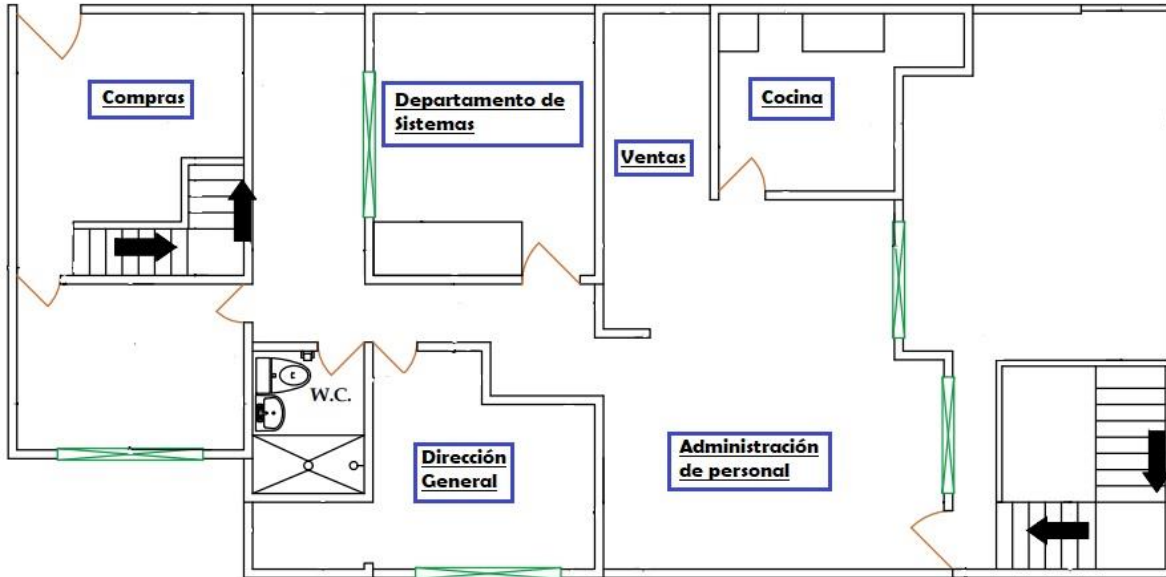 Compras
Departamento de
Sistemas
Cocina
Ventas
W.C.
Dirección
General
Administración
de personal